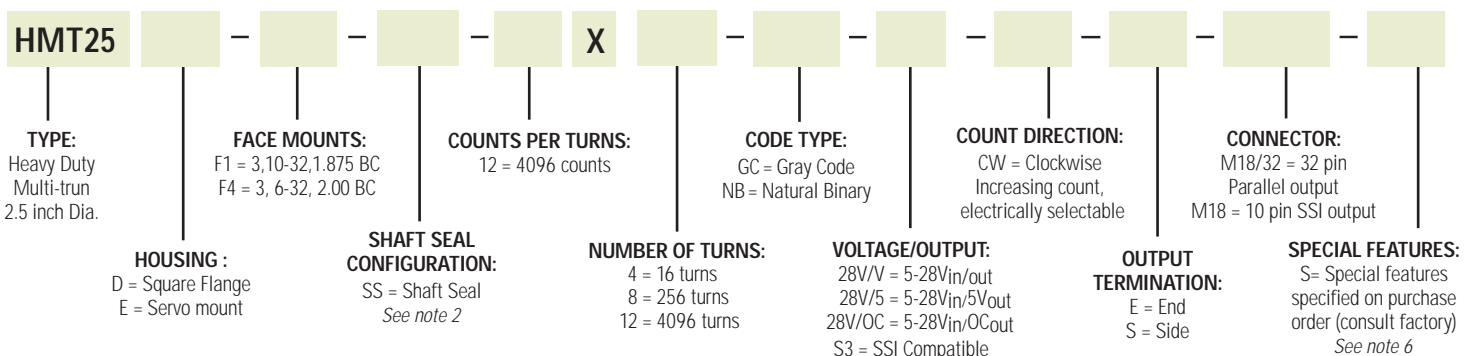 HMT25 – – – X – – – – – –
TYPE:
Heavy Duty
Multi-trun
2.5 inch Dia.
HOUSING :
D = Square Flange
E = Servo mount
FACE MOUNTS:
F1 = 3,10-32,1.875 BC
F4 = 3, 6-32, 2.00 BC
SHAFT SEAL
CONFIGURATION:
SS = Shaft Seal
See note 2
COUNTS PER TURNS:
12 = 4096 counts
NUMBER OF TURNS:
4 = 16 turns
8 = 256 turns
12 = 4096 turns
CODE TYPE:
GC = Gray Code
NB = Natural Binary
VOLTAGE/OUTPUT:
28V/V = 5-28Vin/out
28V/5 = 5-28Vin/5Vout
28V/OC = 5-28Vin/OCout
S3 = SSI Compatible
COUNT DIRECTION:
CW = Clockwise
Increasing count,
electrically selectable
OUTPUT
TERMINATION:
E = End
S = Side
CONNECTOR:
M18/32 = 32 pin
Parallel output
M18 = 10 pin SSI output
SPECIAL FEATURES:
S= Special features
specified on purchase
order (consult factory)
See note 6